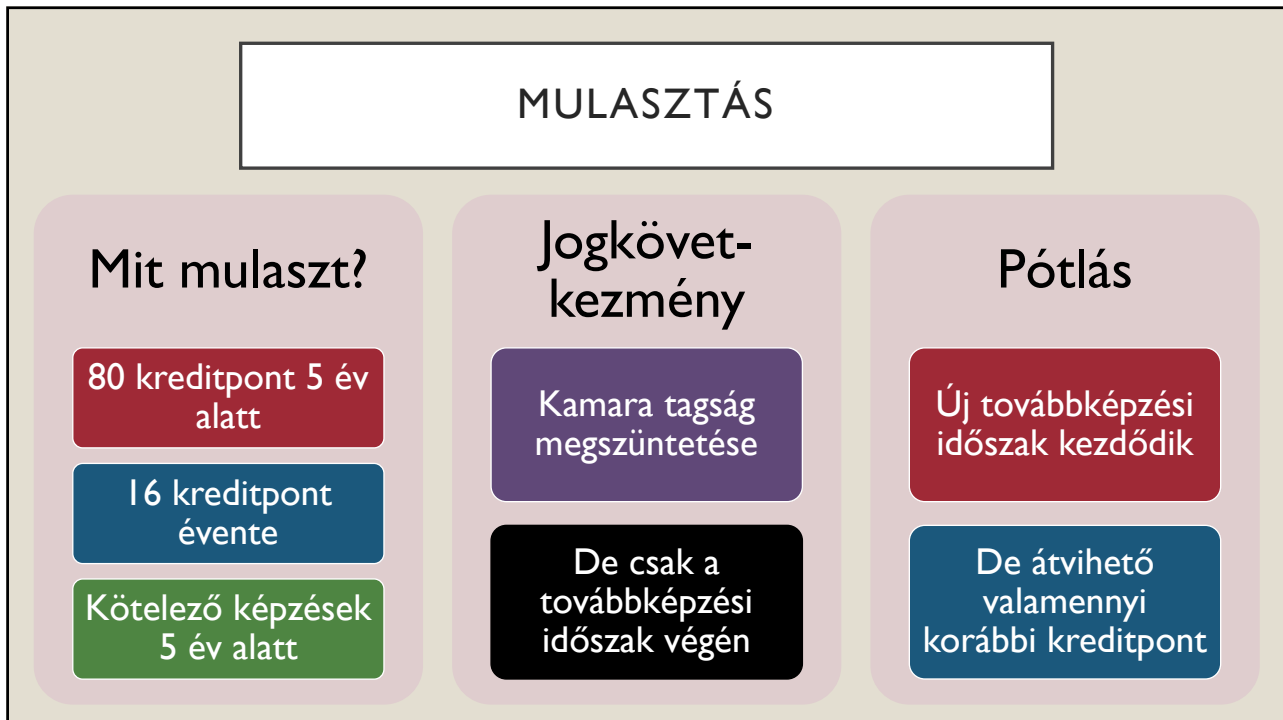 MULASZTÁS
Mit mulaszt?
80 kreditpont 5 év
alatt
16 kreditpont
évente
Kötelező képzések
5 év alatt
Jogkövet-
kezmény
Kamara tagság
megszüntetése
De csak a
továbbképzési
időszak végén
Pótlás
Új továbbképzési
időszak kezdődik
De átvihető
valamennyi
korábbi kreditpont